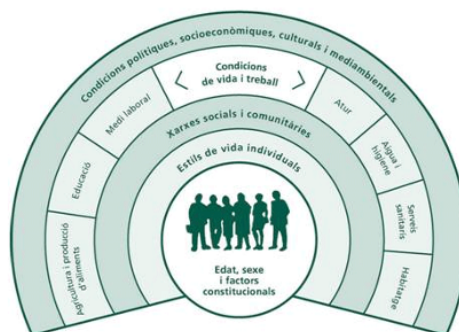 Condicions polítiques, socioeconòmiques, culturals i mediambientals
Condicions
de vida i treball
Agricultura i producció
d'aliments
Educació
Medi laboral
Atur
Aigua i
higiene
Serveis
sanitaris
Habitatge
Xarxes socials i comunitàries
Estils de vida individuals
Edat, sexe
i factors
constitucionals